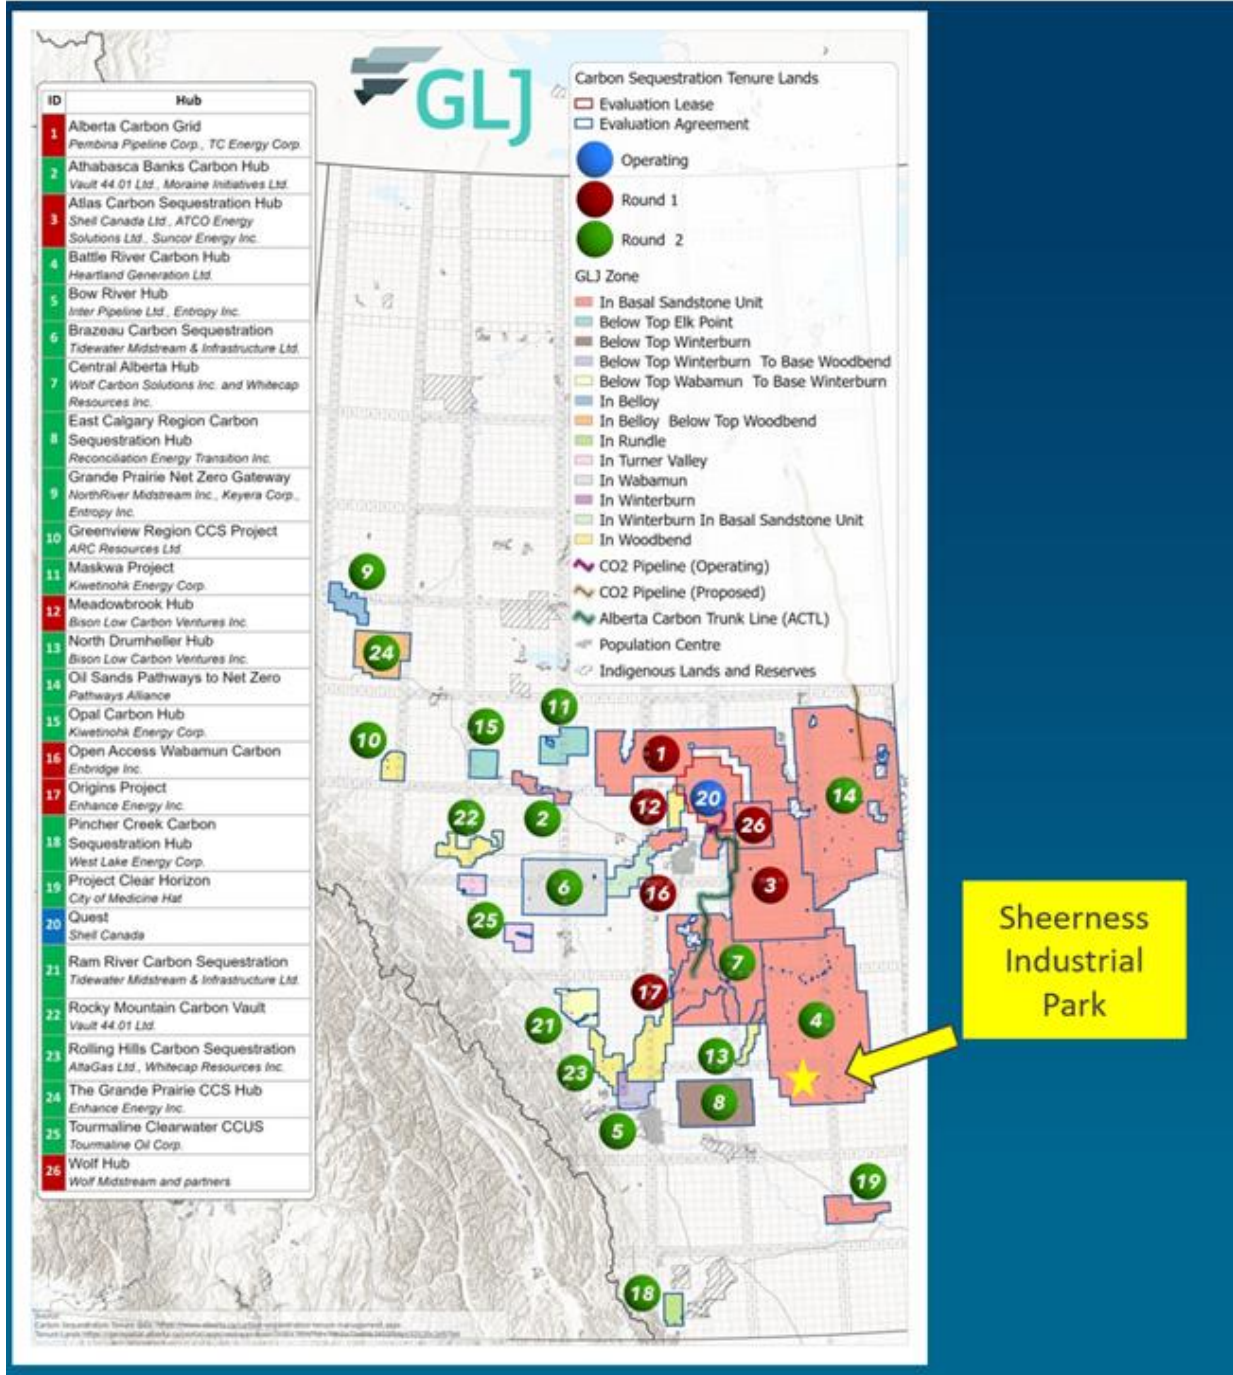 GLJ
ID Hub
1 Alberta Carbon Grid
Pembina Pipeline Corp., TC Energy Corp.
2 Athabasca Banks Carbon Hub
Vault 44.01 Ltd., Moraine Initiatives Ltd.
3 Atlas Carbon Sequestration Hub
Shell Canada Ltd., ATCO Energy
Solutions Ltd., Suncor Energy Inc.
4 Battle River Carbon Hub
Heartland Generation Ltd.
5 Bow River Hub
Inter Pipeline Ltd., Entropy Inc.
6 Brazeau Carbon Sequestration
Tidewater Midstream & Infrastructure Ltd.
7 Central Alberta Hub
Wolf Carbon Solutions Inc. and Whitecap
Resources Inc.
8 East Calgary Region Carbon
Sequestration Hub
Reconciliation Energy Transition Inc.
9 Grande Prairie Net Zero Gateway
NorthRiver Midstream Inc., Keyera Corp.,
Entropy Inc.
10 Greenview Region CCS Project
ARC Resources Ltd.
11 Maskwa Project
Kiwetinohk Energy Corp.
12 Meadowbrook Hub
Bison Low Carbon Ventures Inc.
13 North Drumheller Hub
Bison Low Carbon Ventures Inc.
14 Oil Sands Pathways to Net Zero
Pathways Alliance
15 Opal Carbon Hub
Kiwetinohk Energy Corp.
16 Open Access Wabamun Carbon
Enbridge Inc.
17 Origins Project
Enhance Energy Inc.
18 Pincher Creek Carbon
Sequestration Hub
West Lake Energy Corp.
19 Project Clear Horizon
City of Medicine Hat
20 Quest
Shell Canada
21 Ram River Carbon Sequestration
Tidewater Midstream & Infrastructure Ltd.
22 Rocky Mountain Carbon Vault
Vault 44.01 Ltd.
23 Rolling Hills Carbon Sequestration
AltaGas Ltd., Whitecap Resources Inc.
24 The Grande Prairie CCS Hub
Enhance Energy Inc.
25 Tourmaline Clearwater CCUS
Tourmaline Oil Corp.
26 Wolf Hub
Wolf Midstream and partners
Carbon Sequestration Tenure Lands
Evaluation Lease
Evaluation Agreement
Operating
Round 1
Round 2
GLJ Zone
In Basal Sandstone Unit
Below Top Elk Point
Below Top Winterburn
Below Top Winterburn To Base Woodbend
Below Top Wabamun To Base Winterburn
In Belloy
In Belloy Below Top Woodbend
In Rundle
In Turner Valley
In Wabamun
In Winterburn
In Winterburn In Basal Sandstone Unit
In Woodbend
CO2 Pipeline (Operating)
CO2 Pipeline (Proposed)
Alberta Carbon Trunk Line (ACTL)
Population Centre
Indigenous Lands and Reserves
9
24
11
15
10
1
20
14
12
26
22
2
3
6
16
25
7
17
4
21
13
23
8
5
19
18
Sheerness
Industrial
Park